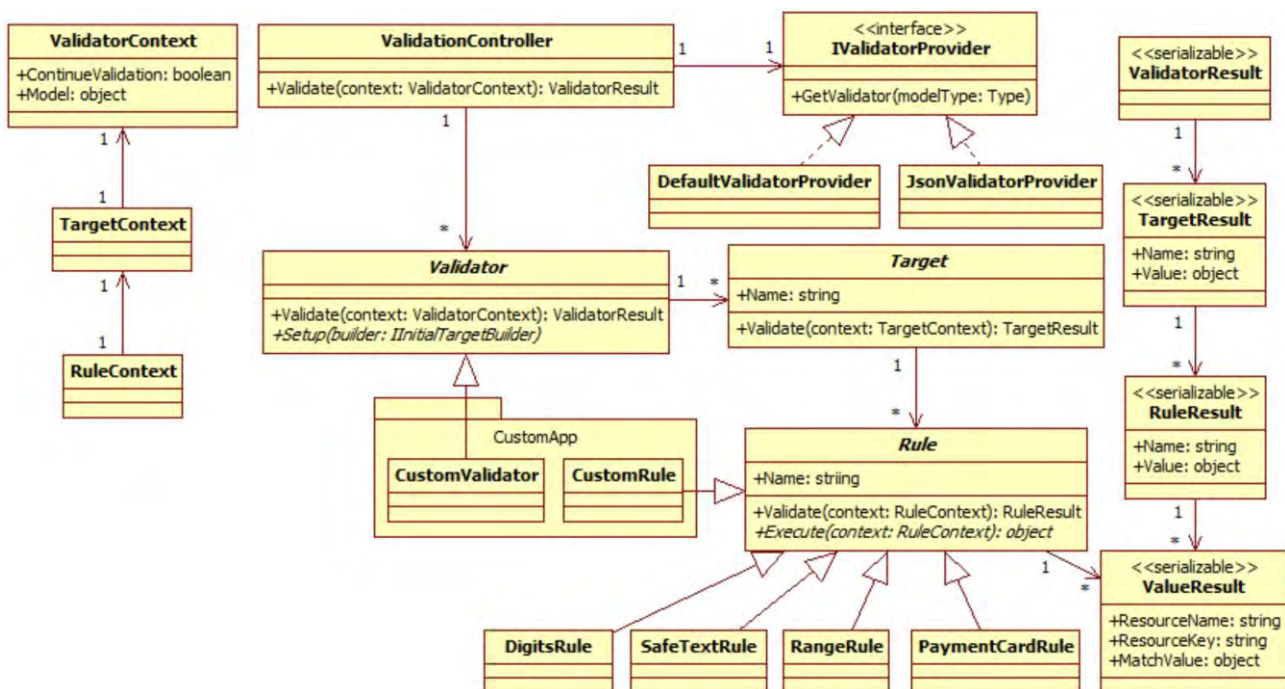 ValidatorContext
+ContinueValidation: boolean
+Model: object
1
1
TargetContext
1
1
RuleContext
ValidationController
+Validate(context: ValidatorContext): ValidatorResult
1
1
1
*
<<interface>>
IValidatorProvider
+GetValidator(modelType: Type)
DefaultValidatorProvider
JsonValidatorProvider
Validator
+Validate(context: ValidatorContext): ValidatorResult
+Setup(builder: IInitialTargetBuilder)
1
*
Target
+Name: string
+Validate(context: TargetContext): TargetResult
1
*
CustomApp
CustomValidator
CustomRule
Rule
+Name: striing
+Validate(context: RuleContext): RuleResult
+Execute(context: RuleContext): object
1
*
DigitsRule
SafeTextRule
RangeRule
PaymentCardRule
<<serializable>>
ValidatorResult
1
*
<<serializable>>
TargetResult
+Name: string
+Value: object
1
*
<<serializable>>
RuleResult
+Name: string
+Value: object
1
*
<<serializable>>
ValueResult
+ResourceName: string
+ResourceKey: string
+MatchValue: object